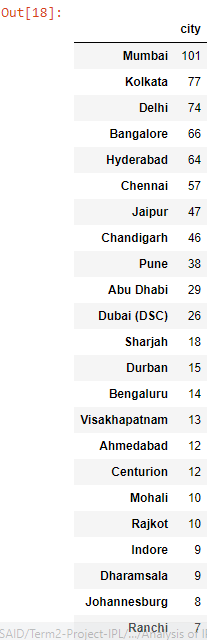 Out[18]:
city
Mumbai 101
Kolkata 77
Delhi 74
Bangalore 66
Hyderabad 64
Chennai 57
Jaipur 47
Chandigarh 46
Pune 38
Abu Dhabi 29
Dubai (DSC) 26
Sharjah 18
Durban 15
Bengaluru 14
Visakhapatnam 13
Ahmedabad 12
Centurion 12
Mohali 10
Rajkot 10
Indore 9
Dharamsala 9
Johannesburg 8
Ranchi 7
SAID/Term2-Project-IPL/.../Analysis of